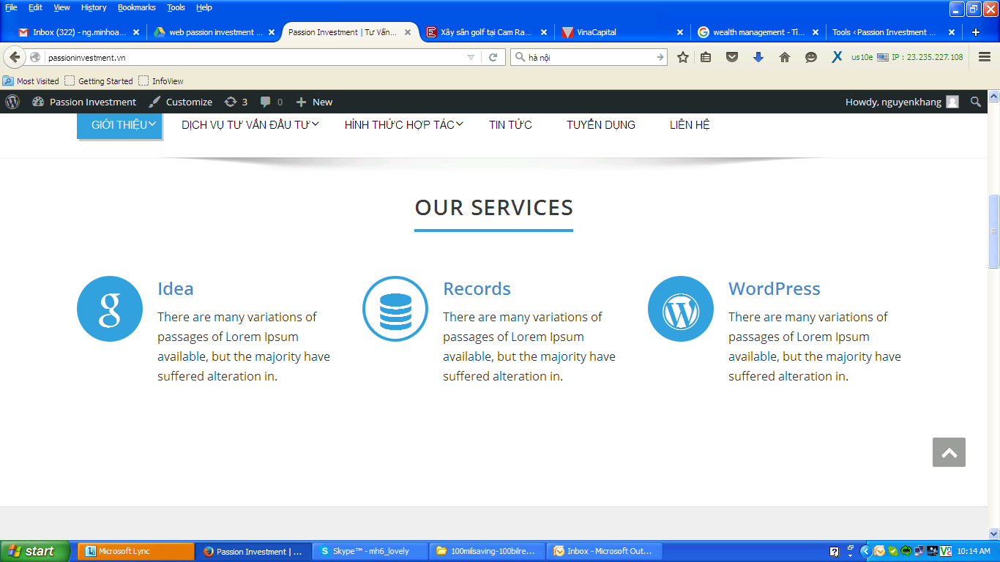 File Edit View History Bookmarks Tools Help
Inbox (322) - ng.minhoa... web passion investment ... Passion Investment | Tư Vấn... Xây sân golf tại Cam Ra... VinaCapital wealth management - Tì... Tools ‹Passion Investment ...
passioninvestment.vn hà nội us10e IP : 23.235.227.108
Most Visited Getting Started InfoView
Passion Investment Customize 3 0 New Howdy, nguyenkhang
GIỚI THIỆU DỊCH VỤ TƯ VẤN ĐẦU TƯ HÌNH THỨC HỢP TÁC TIN TỨC TUYỂN DỤNG LIÊN HỆ
OUR SERVICES
Idea
There are many variations of
passages of Lorem Ipsum
available, but the majority have
suffered alteration in.
Records
There are many variations of
passages of Lorem Ipsum
available, but the majority have
suffered alteration in.
WordPress
There are many variations of
passages of Lorem Ipsum
available, but the majority have
suffered alteration in.
start Microsoft Lync Passion Investment | ... Skype™ - mh6_lovely 100milsaving-100bilre... Inbox - Microsoft Out... 10:14 AM